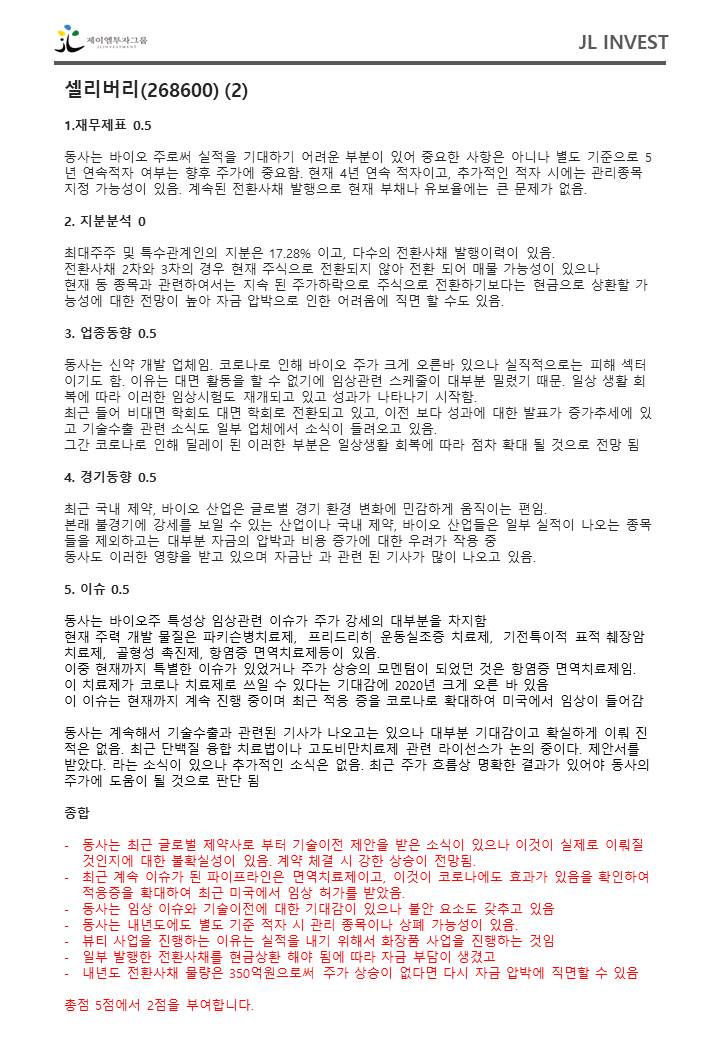 제이엘투자그룹
JLINVESTMENT
JL INVEST
셀리버리(268600) (2)
1.재무제표 0.5
동사는 바이오 주로써 실적을 기대하기 어려운 부분이 있어 중요한 사항은 아니나 별도 기준으로 5
년 연속적자 여부는 향후 주가에 중요함. 현재 4년 연속 적자이고, 추가적인 적자 시에는 관리종목
지정 가능성이 있음. 계속된 전환사채 발행으로 현재 부채나 유보율에는 큰 문제가 없음.
2. 지분분석 0
최대주주 및 특수관계인의 지분은 17.28% 이고, 다수의 전환사채 발행이력이 있음.
전환사채 2차와 3차의 경우 현재 주식으로 전환되지 않아 전환 되어 매물 가능성이 있으나
현재 동 종목과 관련하여서는 지속 된 주가하락으로 주식으로 전환하기보다는 현금으로 상환할 가
능성에 대한 전망이 높아 자금 압박으로 인한 어려움에 직면 할 수도 있음.
3. 업종동향 0.5
동사는 신약 개발 업체임. 코로나로 인해 바이오 주가 크게 오른바 있으나 실직적으로는 피해 섹터
이기도 함. 이유는 대면 활동을 할 수 없기에 임상관련 스케줄이 대부분 밀렸기 때문. 일상 생활 회
복에 따라 이러한 임상시험도 재개되고 있고 성과가 나타나기 시작함.
최근 들어 비대면 학회도 대면 학회로 전환되고 있고, 이전 보다 성과에 대한 발표가 증가추세에 있
고 기술수출 관련 소식도 일부 업체에서 소식이 들려오고 있음.
그간 코로나로 인해 딜레이 된 이러한 부분은 일상생활 회복에 따라 점차 확대 될 것으로 전망 됨
4. 경기동향 0.5
최근 국내 제약, 바이오 산업은 글로벌 경기 환경 변화에 민감하게 움직이는 편임.
본래 불경기에 강세를 보일 수 있는 산업이나 국내 제약, 바이오 산업들은 일부 실적이 나오는 종목
들을 제외하고는 대부분 자금의 압박과 비용 증가에 대한 우려가 작용 중
동사도 이러한 영향을 받고 있으며 자금난 과 관련 된 기사가 많이 나오고 있음.
5. 이슈 0.5
동사는 바이오주 특성상 임상관련 이슈가 주가 강세의 대부분을 차지함
현재 주력 개발 물질은 파키슨병치료제, 프리드리히 운동실조증 치료제, 기전특이적 표적 췌장암
치료제, 골형성 촉진제, 항염증 면역치료제등이 있음.
이중 현재까지 특별한 이슈가 있었거나 주가 상승의 모멘텀이 되었던 것은 항염증 면역치료제임.
이 치료제가 코로나 치료제로 쓰일 수 있다는 기대감에 2020년 크게 오른 바 있음
이 이슈는 현재까지 계속 진행 중이며 최근 적응 증을 코로나로 확대하여 미국에서 임상이 들어감
동사는 계속해서 기술수출과 관련된 기사가 나오고는 있으나 대부분 기대감이고 확실하게 이뤄 진
적은 없음. 최근 단백질 융합 치료법이나 고도비만치료제 관련 라이선스가 논의 중이다. 제안서를
받았다. 라는 소식이 있으나 추가적인 소식은 없음. 최근 주가 흐름상 명확한 결과가 있어야 동사의
주가에 도움이 될 것으로 판단 됨
종합
- 동사는 최근 글로벌 제약사로 부터 기술이전 제안을 받은 소식이 있으나 이것이 실제로 이뤄질
것인지에 대한 불확실성이 있음. 계약 체결 시 강한 상승이 전망됨.
- 최근 계속 이슈가 된 파이프라인은 면역치료제이고, 이것이 코로나에도 효과가 있음을 확인하여
적응증을 확대하여 최근 미국에서 임상 허가를 받았음.
- 동사는 임상 이슈와 기술이전에 대한 기대감이 있으나 불안 요소도 갖추고 있음
- 동사는 내년도에도 별도 기준 적자 시 관리 종목이나 상폐 가능성이 있음.
- 뷰티 사업을 진행하는 이유는 실적을 내기 위해서 화장품 사업을 진행하는 것임
- 일부 발행한 전환사채를 현금상환 해야 됨에 따라 자금 부담이 생겼고
- 내년도 전환사채 물량은 350억원으로써 주가 상승이 없다면 다시 자금 압박에 직면할 수 있음
총점 5점에서 2점을 부여합니다.